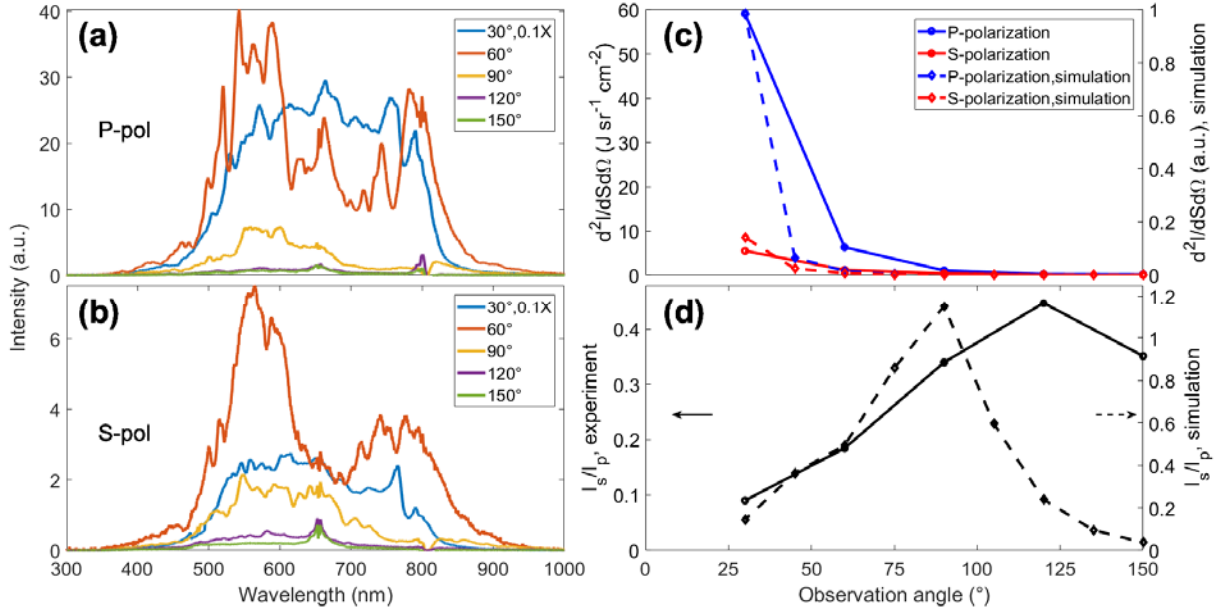 (a)
P-pol
30°,0.1X
60°
90°
120°
150°
40
30
20
10
0
(b)
S-pol
30°,0.1X
60°
90°
120°
150°
6
4
2
0
Intensity (a.u.)
300 400 500 600 700 800 900 1000
Wavelength (nm)
(c)
P-polarization
S-polarization
P-polarization,simulation
S-polarization,simulation
60
50
40
30
20
10
0
d²I/dSdΩ (J sr⁻¹ cm⁻²)
1
0.8
0.6
0.4
0.2
0
d²I/dSdΩ (a.u.), simulation
(d)
0.4
0.3
0.2
0.1
0
Iₛ/Iₚ, experiment
1.2
1
0.8
0.6
0.4
0.2
0
Iₛ/Iₚ, simulation
0 25 50 75 100 125 150
Observation angle (°)